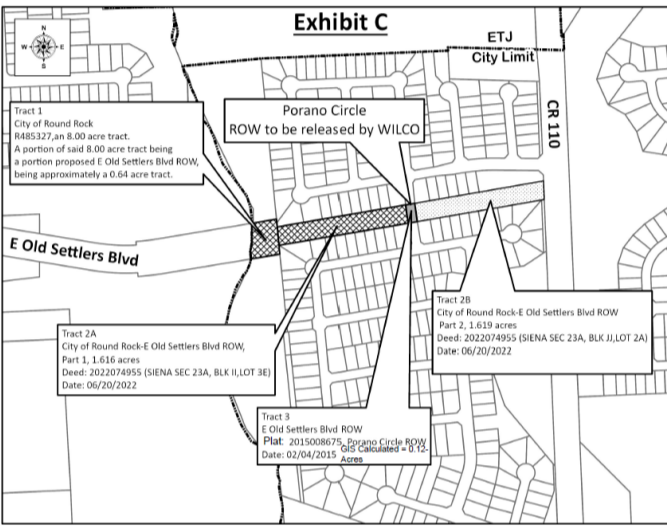 Exhibit C
N
W
E
S
ETJ
City Limit
Tract 1
City of Round Rock
R485327,an 8.00 acre tract.
A portion of said 8.00 acre tract being
a portion proposed E Old Settlers Blvd ROW,
being approximately a 0.64 acre tract.
Porano Circle
ROW to be released by WILCO
CR 110
E Old Settlers Blvd
Tract 2A
City of Round Rock-E Old Settlers Blvd ROW,
Part 1, 1.616 acres
Deed: 2022074955 (SIENA SEC 23A, BLK II,LOT 3E)
Date: 06/20/2022
Tract 2B
City of Round Rock-E Old Settlers Blvd ROW
Part 2, 1.619 acres
Deed: 2022074955 (SIENA SEC 23A, BLK JJ,LOT 2A)
Date: 06/20/2022
Tract 3
E Old Settlers Blvd ROW
Plat: 2015008675, Porano Circle ROW
Date: 02/04/2015
GIS Calculated = 0.12-
Acres